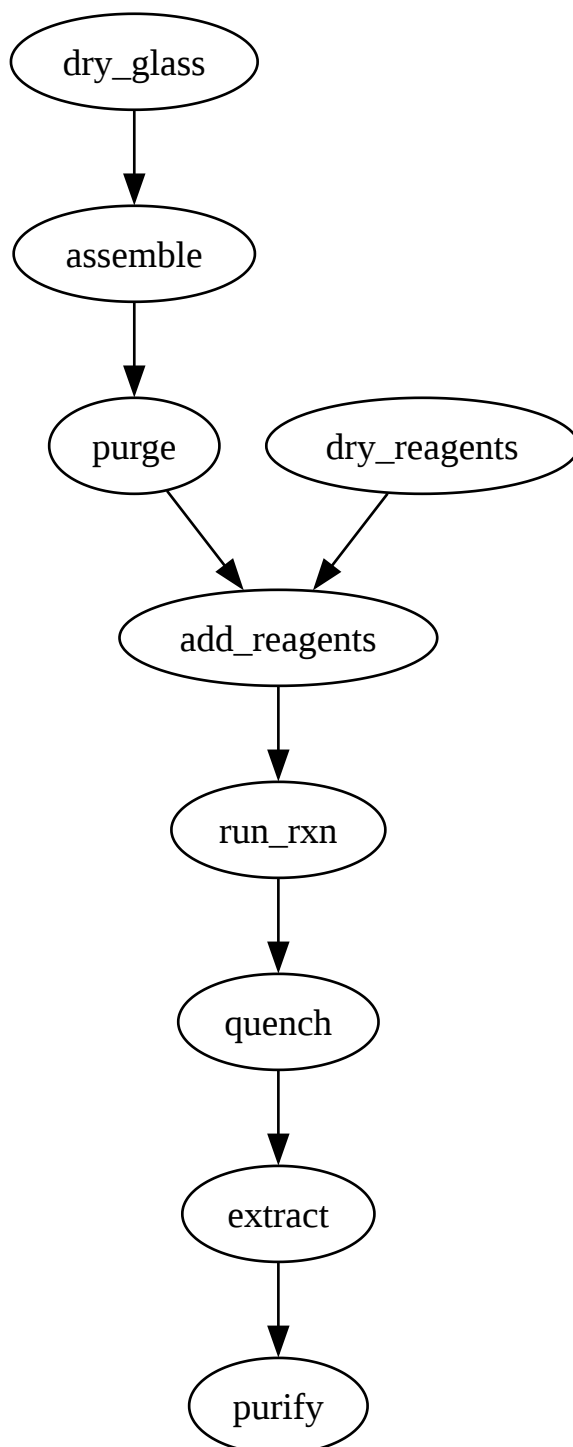 dry_glass
assemble
purge
dry_reagents
add_reagents
run_rxn
quench
extract
purify